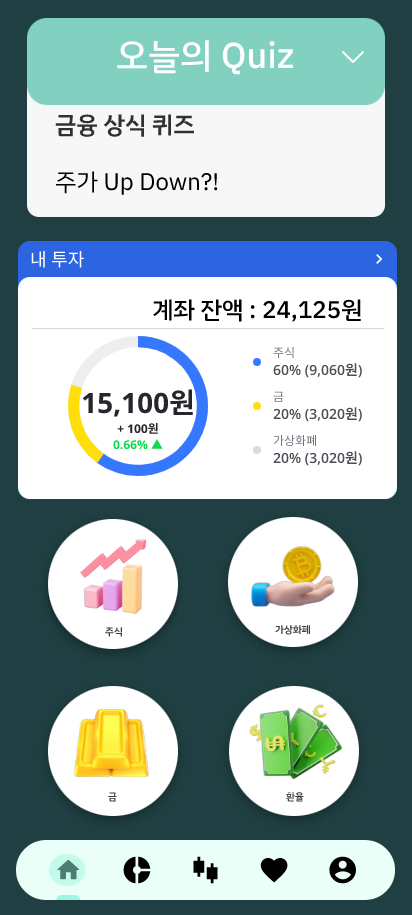 오늘의 Quiz
금융 상식 퀴즈
주가 Up Down?!
내 투자
계좌 잔액 : 24,125원
15,100원
+ 100원
0.66% ▲
주식
60% (9,060원)
금
20% (3,020원)
가상화폐
20% (3,020원)
주식
가상화폐
금
환율